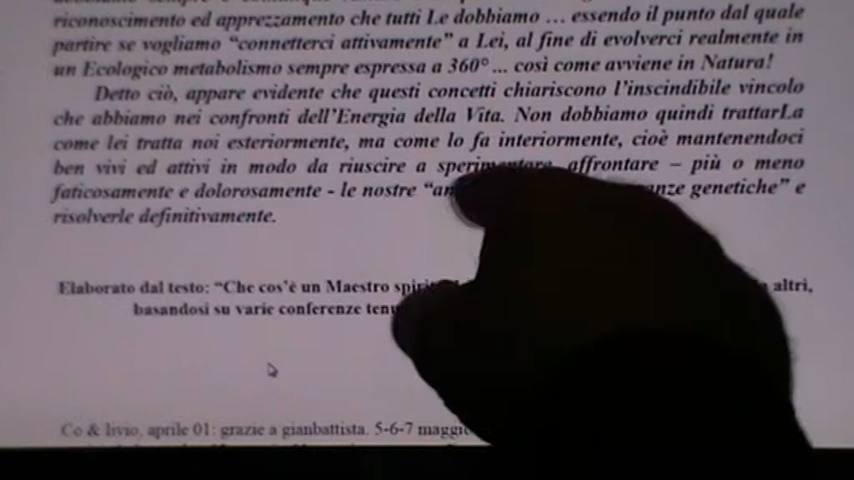 riconoscimento ed apprezzamento che tutti Le dobbiamo … essendo il punto dal quale
partire se vogliamo “connetterci attivamente” a Lei, al fine di evolverci realmente in
un Ecologico metabolismo sempre espressa a 360° ... così come avviene in Natura!
Detto ciò, appare evidente che questi concetti chiariscono l’inscindibile vincolo
che abbiamo nei confronti dell’Energia della Vita. Non dobbiamo quindi trattarLa
come lei tratta noi esteriormente, ma come lo fa interiormente, cioè mantenendoci
ben vivi ed attivi in modo da riuscire a sperimentare, affrontare – più o meno
faticosamente e dolorosamente - le nostre genetiche” e
risolverle definitivamente.
Elaborato dal testo: “Che cos’è un Maestro altri,
basandosi su varie conferenze
Co & livio, aprile 01: grazie a gianbattista. 5-6-7 maggio